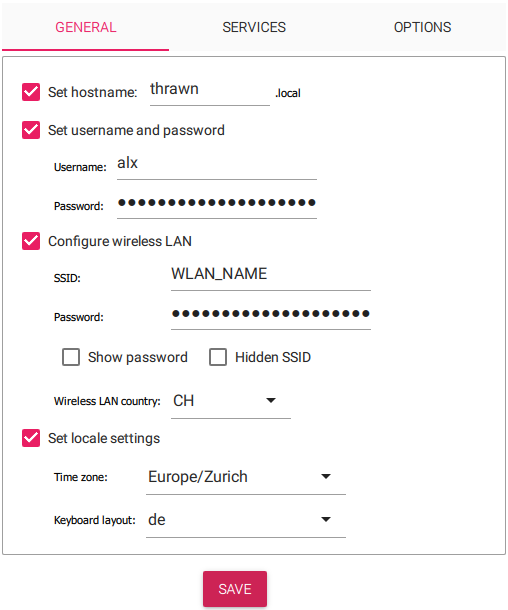 GENERAL SERVICES OPTIONS
Set hostname: thrawn .local
Set username and password
Username: alx
Password: ••••••••••••••••••••
Configure wireless LAN
SSID: WLAN_NAME
Password: ••••••••••••••••••••
Show password Hidden SSID
Wireless LAN country: CH
Set locale settings
Time zone: Europe/Zurich
Keyboard layout: de
SAVE